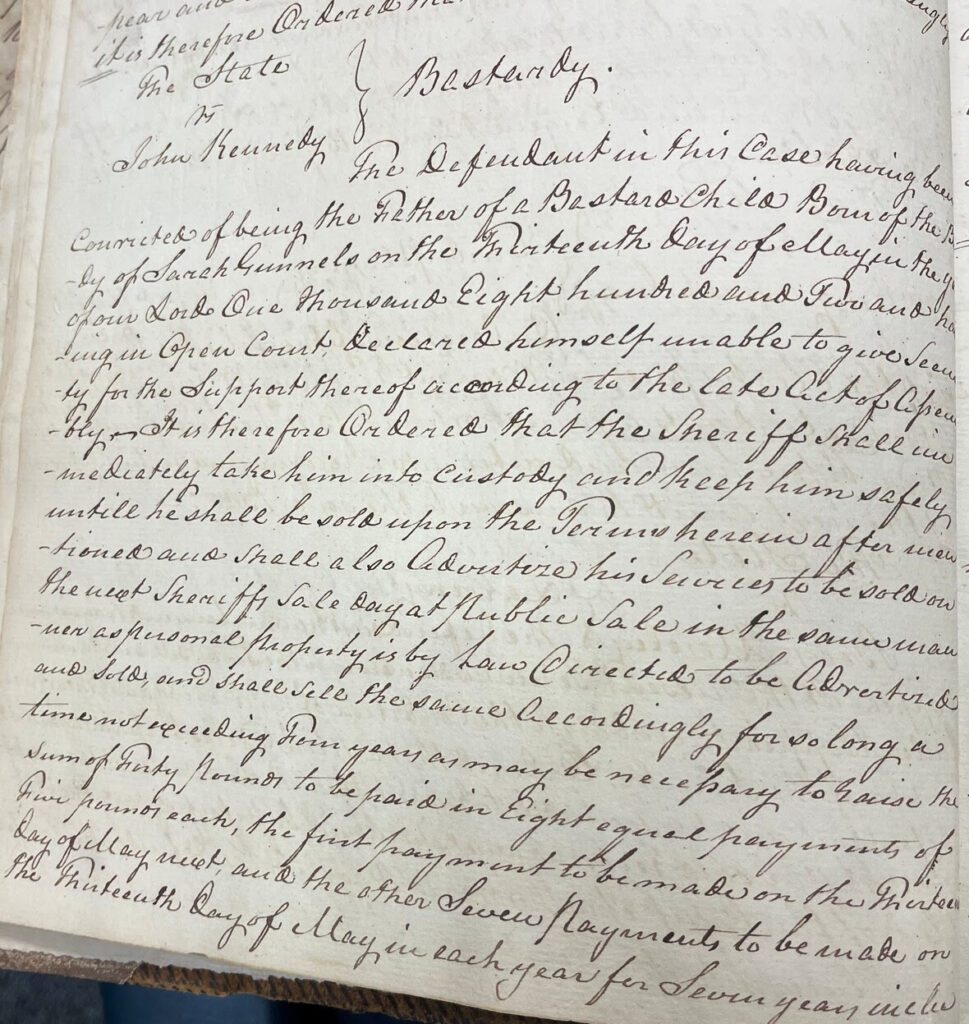 -pear and
it is therefore Ordered that
The State
vs
John Kennedy
} Bastardy.
The Defendant in this Case having been
Convicted of being the Father of a Bastard Child Born of the Bo
-dy of Sarah Gunnels on the Thirteenth Day of May in the ye
of our Lord One thousand Eight hundred and Two and ha
-ing in Open Court, Declared himself unable to give Secu
-ty for the Support thereof according to the late Act of Assem
-bly, It is therefore Ordered that the Sheriff Shall im
-mediately take him into Custody and Keep him safely
untill he shall be sold upon the Terms herein after men
-tioned and shall also Advertize his Services to be sold on
the next Sheriffs Sale day at Public Sale in the same man
-ner as personal property is by Law Directed to be Advertized
and sold, and shall sell the same Accordingly for so long a
time not exceeding Four years as may be necessary to Raise the
sum of Forty Pounds to be paid in Eight equal payments of
Five pounds each, the first payment to be made on the Thirteen
day of May next, and the other Seven Payments to be made on
the Thirteenth Day of May in each year for Seven years inclu